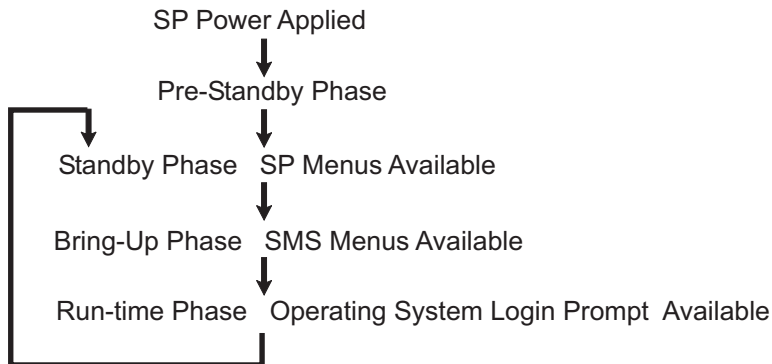 SP Power Applied
Pre-Standby Phase
Standby Phase SP Menus Available
Bring-Up Phase SMS Menus Available
Run-time Phase Operating System Login Prompt Available